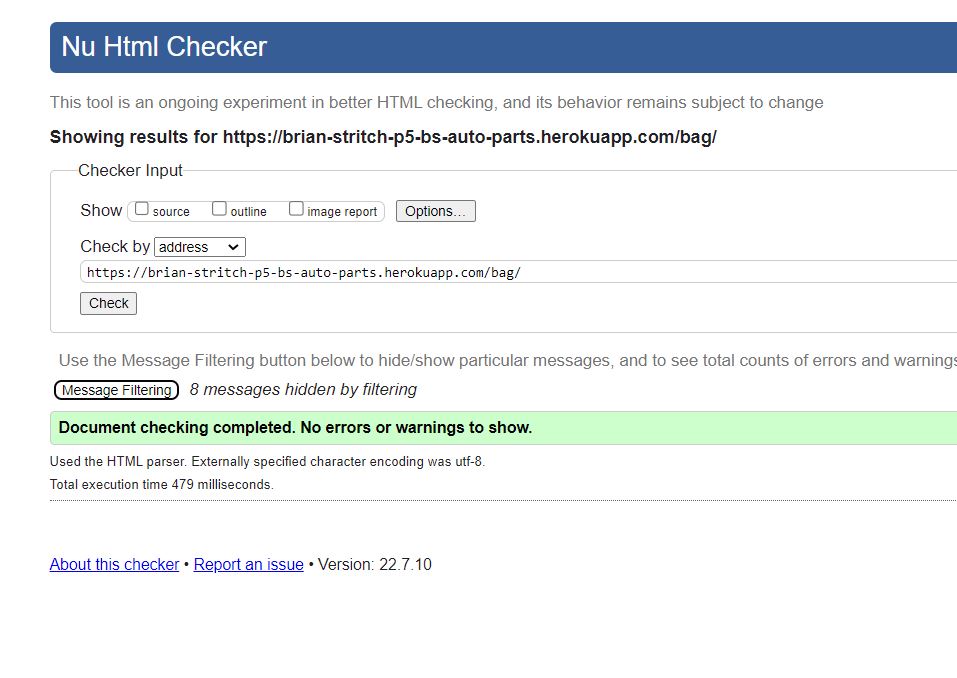 Nu Html Checker
This tool is an ongoing experiment in better HTML checking, and its behavior remains subject to change
Showing results for https://brian-stritch-p5-bs-auto-parts.herokuapp.com/bag/
Checker Input
Show source outline image report Options...
Check by address
https://brian-stritch-p5-bs-auto-parts.herokuapp.com/bag/
Check
Use the Message Filtering button below to hide/show particular messages, and to see total counts of errors and warnings
Message Filtering 8 messages hidden by filtering
Document checking completed. No errors or warnings to show.
Used the HTML parser. Externally specified character encoding was utf-8.
Total execution time 479 milliseconds.
About this checker • Report an issue • Version: 22.7.10